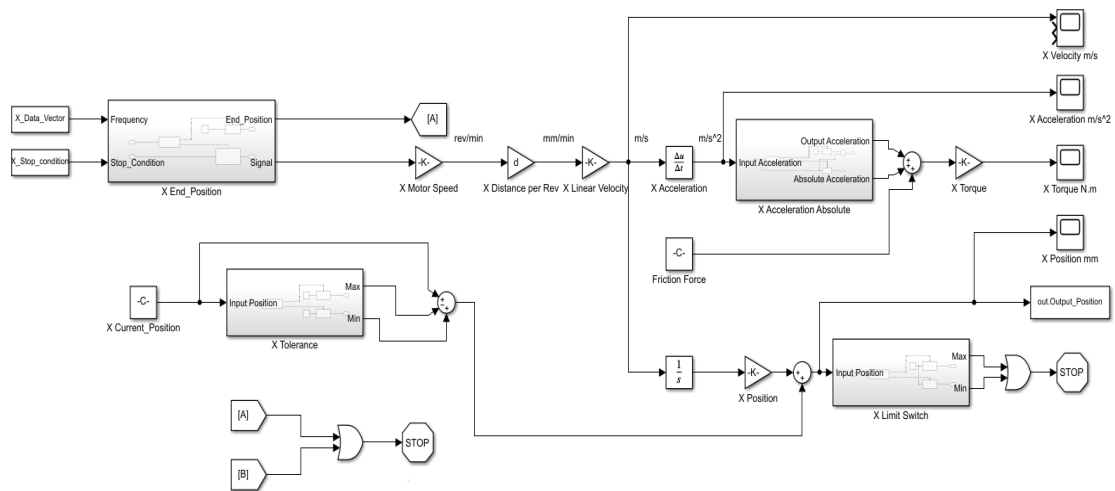 X Velocity m/s
X_Data_Vector
Frequency
End_Position
[A]
X Acceleration m/s^2
rev/min
mm/min
m/s
m/s^2
Output Acceleration
X_Stop_condition
Stop_Condition
Signal
-K-
d
-K-
Δu
Δt
Input Acceleration
-K-
Absolute Acceleration
X End_Position
X Motor Speed
X Distance per Rev
X Linear Velocity
X Acceleration
X Acceleration Absolute
X Torque
X Torque N.m
-C-
Friction Force
X Position mm
-C-
X Current_Position
Input Position
Max
Min
X Tolerance
+
−
+
out.Output_Position
1
s
-K-
X Position
+
+
Input Position
Max
Min
X Limit Switch
STOP
[A]
[B]
STOP